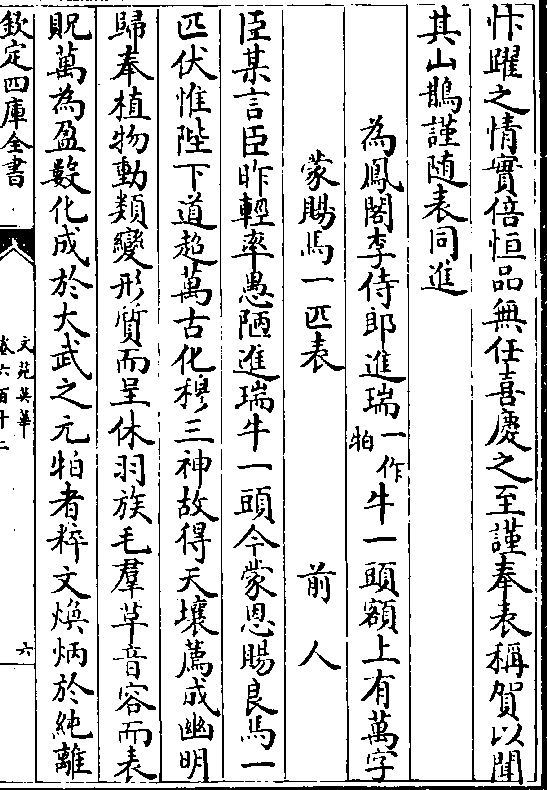 忭躍之情實倍恒品無任喜慶之至謹奉表稱賀以聞
其山鵲謹随表同進
為鳳閣李侍郎進瑞一作牰牛一頭額上有萬字
蒙賜馬一匹表 前人
臣某言臣昨輕率愚陋進瑞牛一頭今蒙恩賜良馬一
匹伏惟陛下道超萬古化穆三神故得天壤薦成幽明
歸奉植物動類變形質而呈休羽族毛羣草音容而表
貺萬為盈數化成於大武之元牰者粹文煥炳於純離
欽定四庫全書
文苑英華
卷六百十二
六